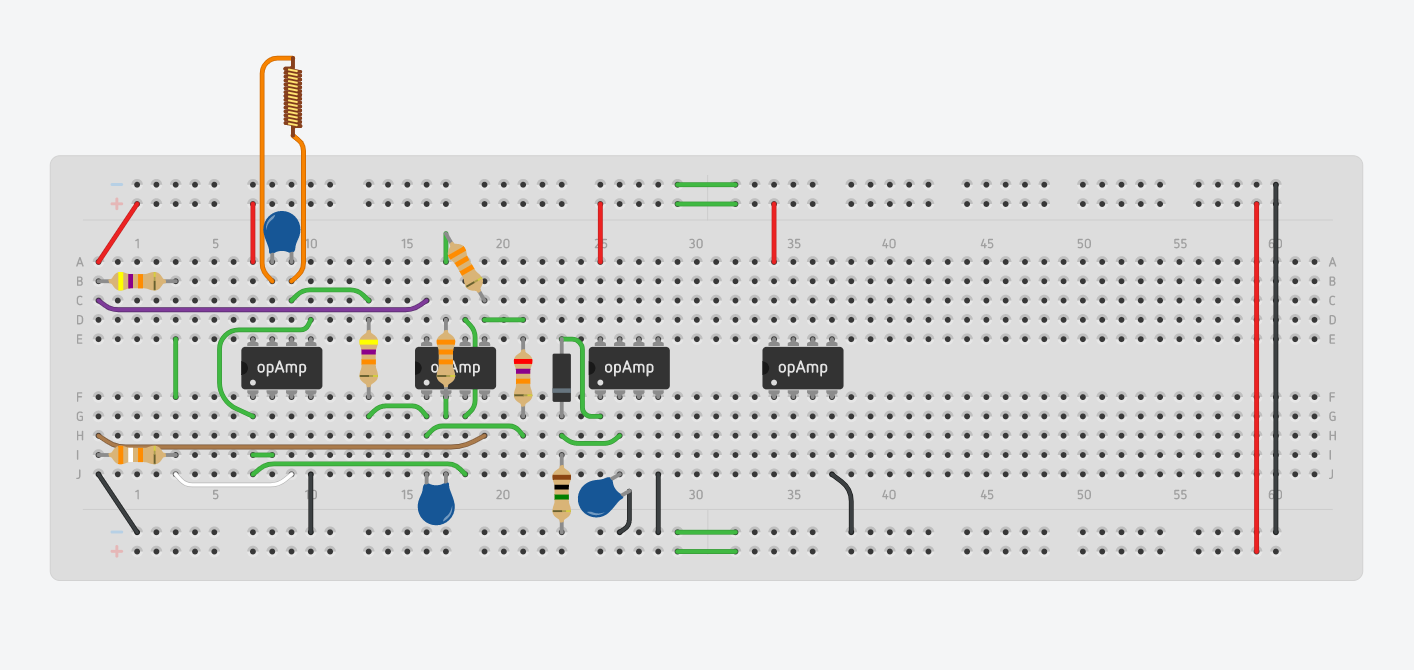 −
+
1 5 10 15 20 25 30 35 40 45 50 55 60
A A
B B
C C
D D
E E
opAmp opAmp opAmp opAmp
F F
G G
H H
I I
J J
1 5 10 15 20 25 30 35 40 45 50 55 60
−
+